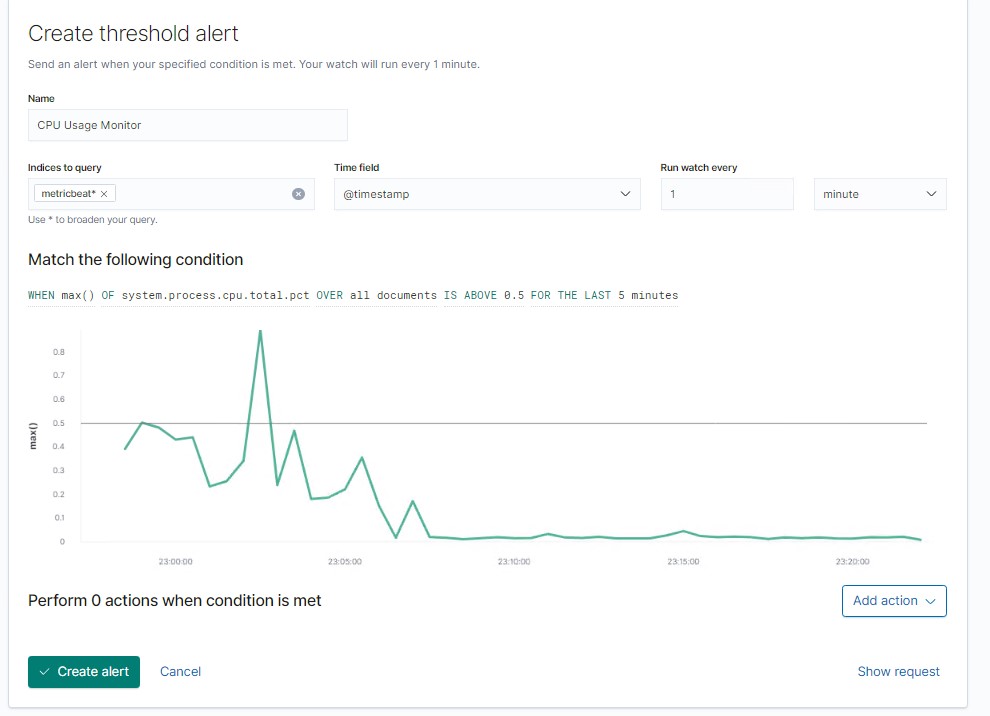 Create threshold alert
Send an alert when your specified condition is met. Your watch will run every 1 minute.
Name
CPU Usage Monitor
Indices to query
Time field
Run watch every
metricbeat* ×
@timestamp
1
minute
Use * to broaden your query.
Match the following condition
WHEN max() OF system.process.cpu.total.pct OVER all documents IS ABOVE 0.5 FOR THE LAST 5 minutes
max()
0.8
0.7
0.6
0.5
0.4
0.3
0.2
0.1
0
23:00:00
23:05:00
23:10:00
23:15:00
23:20:00
Perform 0 actions when condition is met
Add action
Create alert
Cancel
Show request